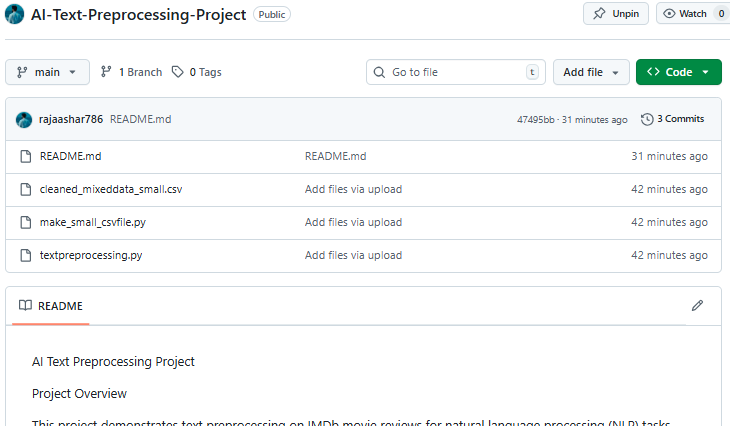 AI-Text-Preprocessing-Project Public Unpin Watch 0
main 1 Branch 0 Tags Go to file t Add file Code
rajaashar786 README.md 47495bb · 31 minutes ago 3 Commits
README.md README.md 31 minutes ago
cleaned_mixeddata_small.csv Add files via upload 42 minutes ago
make_small_csvfile.py Add files via upload 42 minutes ago
textpreprocessing.py Add files via upload 42 minutes ago
README
AI Text Preprocessing Project
Project Overview
This project demonstrates text preprocessing on IMDb movie reviews for natural language processing (NLP) tasks